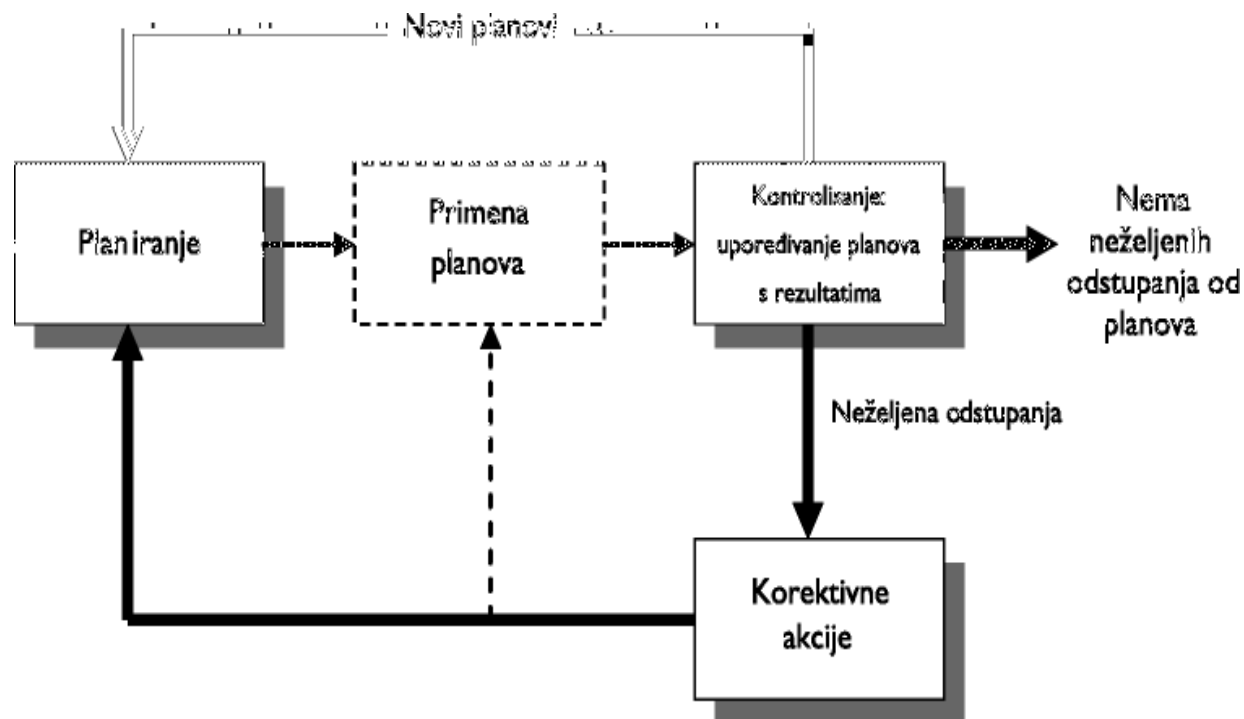 Novi planovi
Planiranje
Primena
planova
Kontrolisanje:
upoređivanje planova
s rezultatima
Nema
neželjenih
odstupanja od
planova
Neželjena odstupanja
Korektivne
akcije